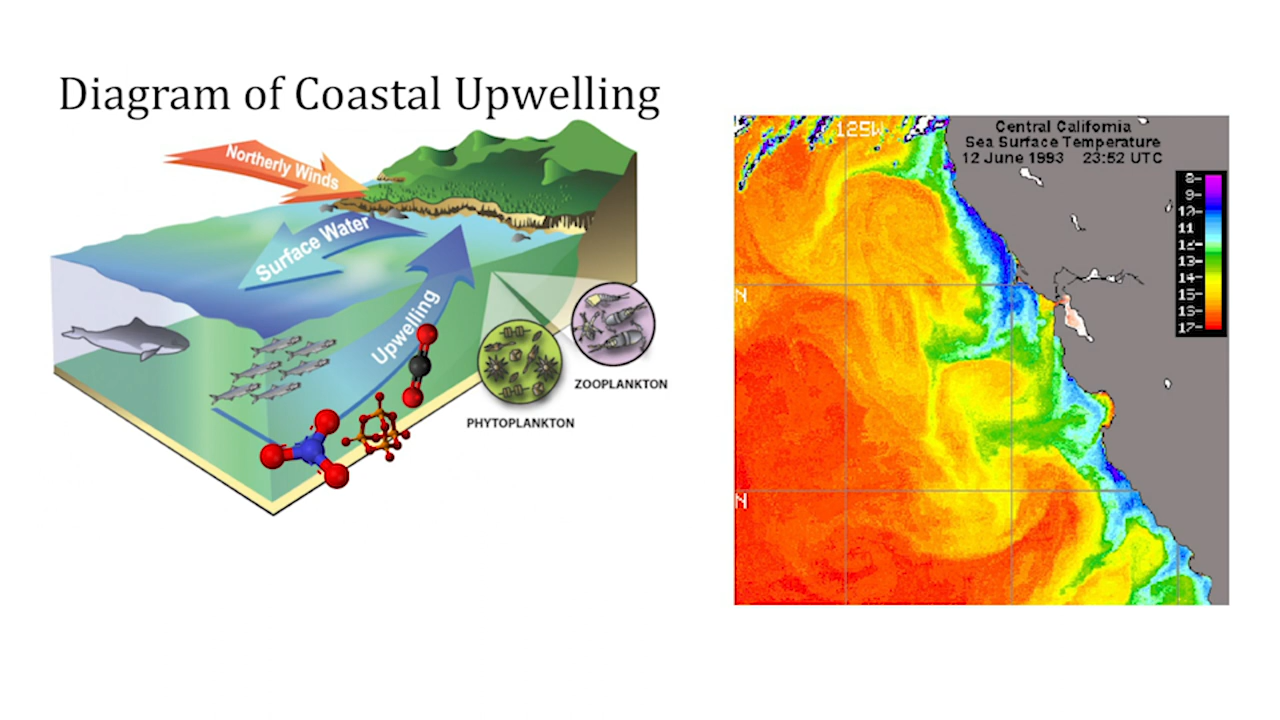 Diagram of Coastal Upwelling
Northerly Winds
Surface Water
Upwelling
ZOOPLANKTON
PHYTOPLANKTON
125W
Central California
Sea Surface Temperature
12 June 1993 23:52 UTC
8-
9-
10-
11
12-
13-
14-
15-
16-
17-
N
N